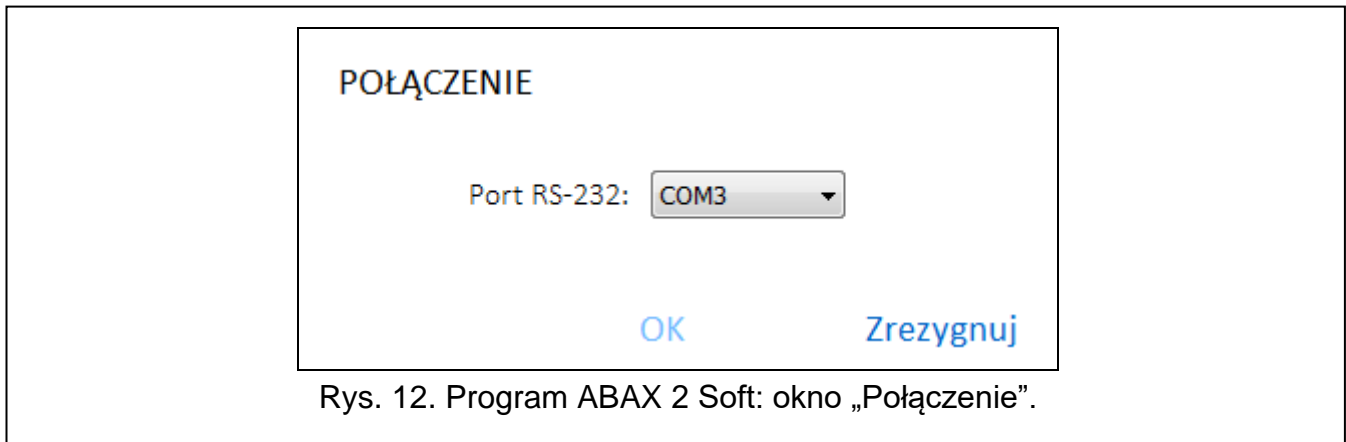 POŁĄCZENIE
Port RS-232: COM3
OK Zrezygnuj
Rys. 12. Program ABAX 2 Soft: okno „Połączenie”.